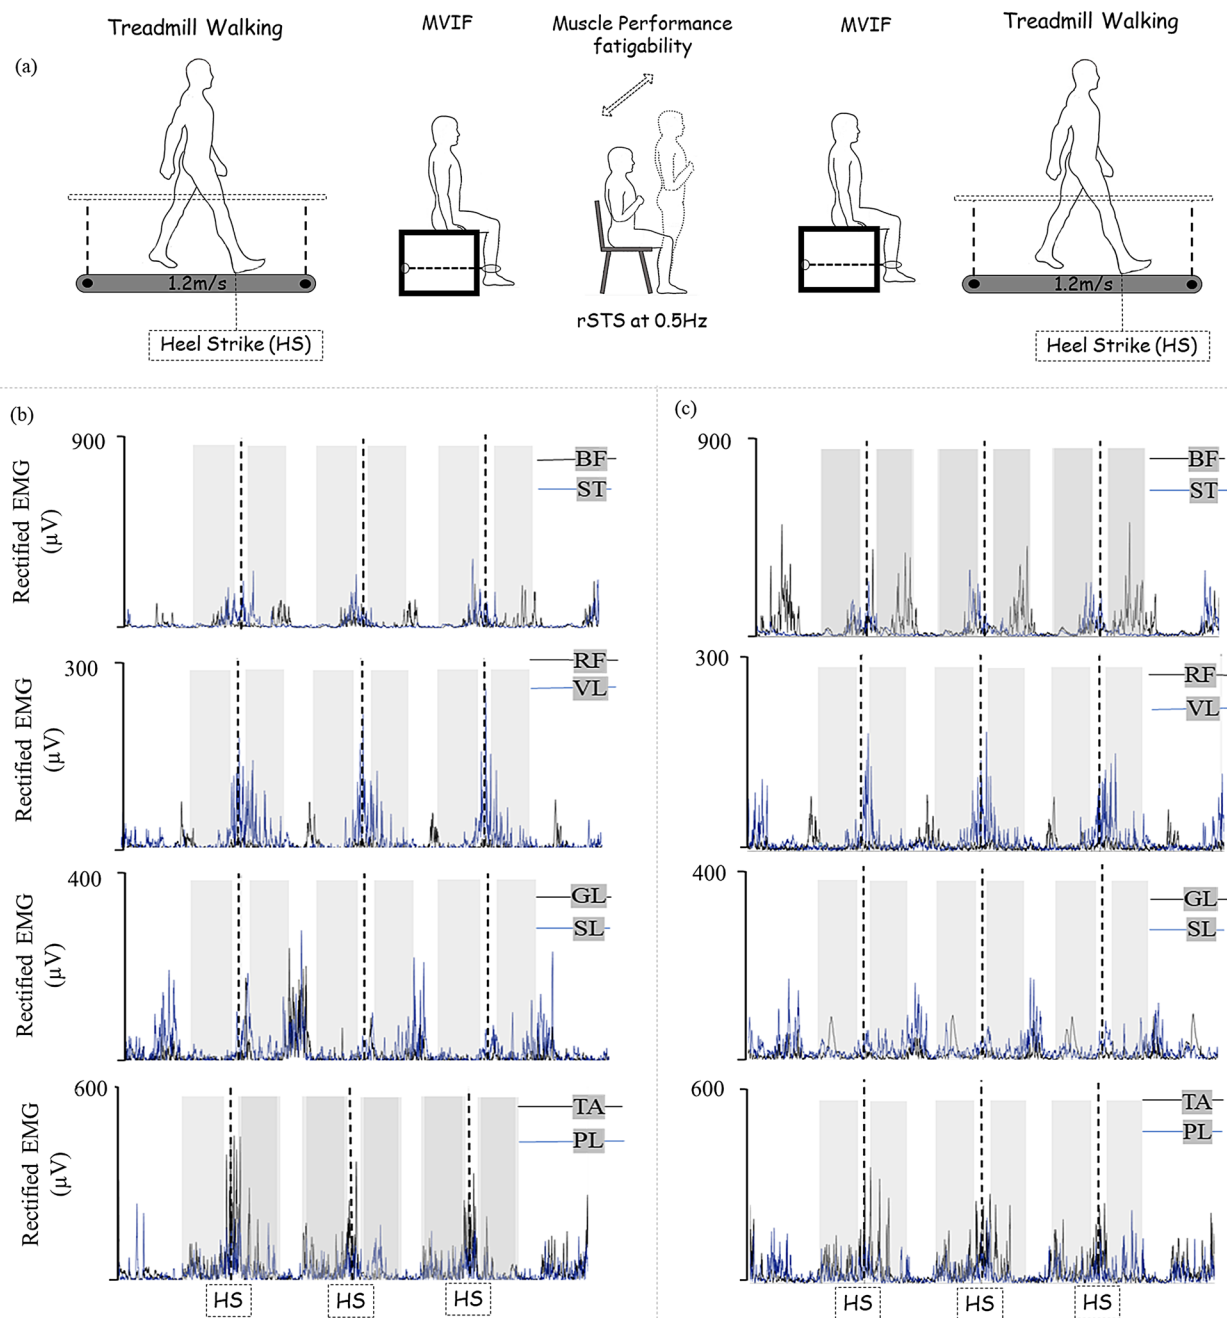 Treadmill Walking
MVIF
Muscle Performance
fatigability
MVIF
Treadmill Walking
(a)
1.2m/s
1.2m/s
rSTS at 0.5Hz
Heel Strike (HS)
Heel Strike (HS)
(b)
900
Rectified EMG
(μV)
BF
ST
300
Rectified EMG
(μV)
RF
VL
400
Rectified EMG
(μV)
GL
SL
600
Rectified EMG
(μV)
TA
PL
HS
HS
HS
(c)
900
BF
ST
300
RF
VL
400
GL
SL
600
TA
PL
HS
HS
HS